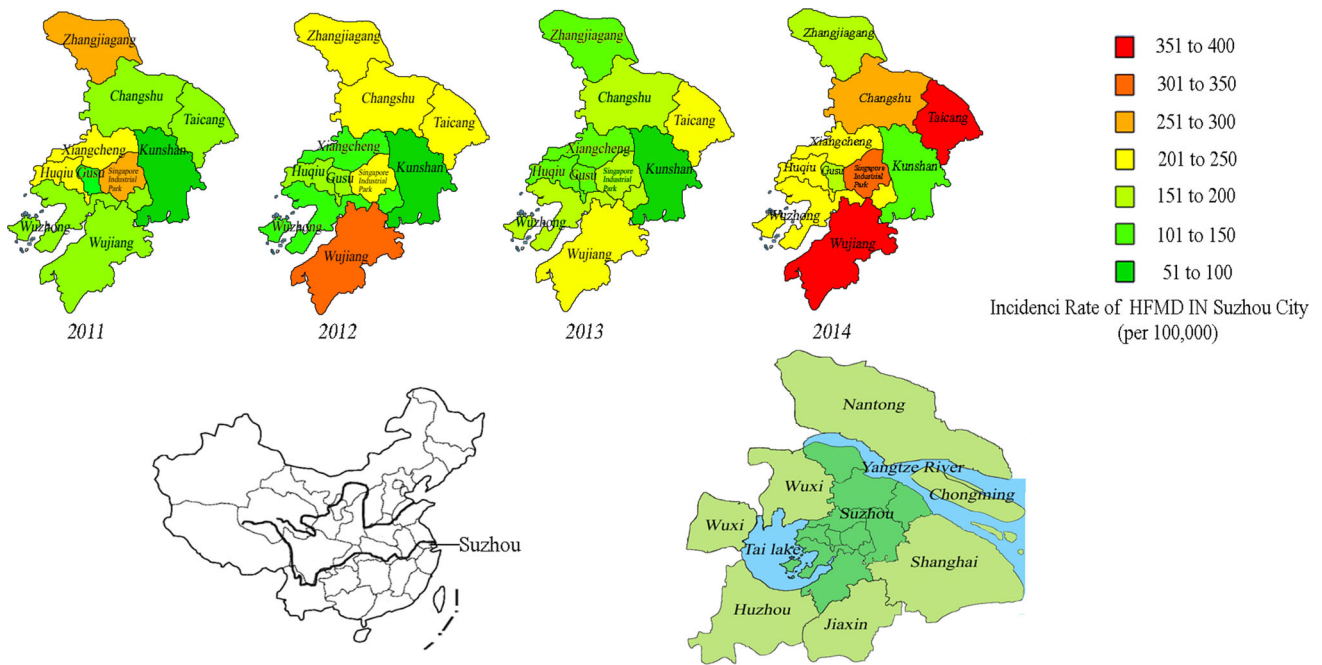 Zhangjiagang
Changshu
Taicang
Xiangcheng
Kunshan
Huqiu
Gusu
Singapore
Industrial
Park
Wuzhong
Wujiang
2011
Zhangjiagang
Changshu
Taicang
Xiangcheng
Kunshan
Huqiu
Gusu
Singapore
Industrial
Park
Wuzhong
Wujiang
2012
Zhangjiagang
Changshu
Taicang
Xiangcheng
Kunshan
Huqiu
Gusu
Singapore
Industrial
Park
Wuzhong
Wujiang
2013
Zhangjiagang
Changshu
Taicang
Xiangcheng
Kunshan
Huqiu
Gusu
Singapore
Industrial
Park
Wuzhong
Wujiang
2014
351 to 400
301 to 350
251 to 300
201 to 250
151 to 200
101 to 150
51 to 100
Incidenci Rate of HFMD IN Suzhou City
(per 100,000)
Suzhou
Nantong
Yangtze River
Chongming
Wuxi
Wuxi
Suzhou
Tai lake
Shanghai
Huzhou
Jiaxin